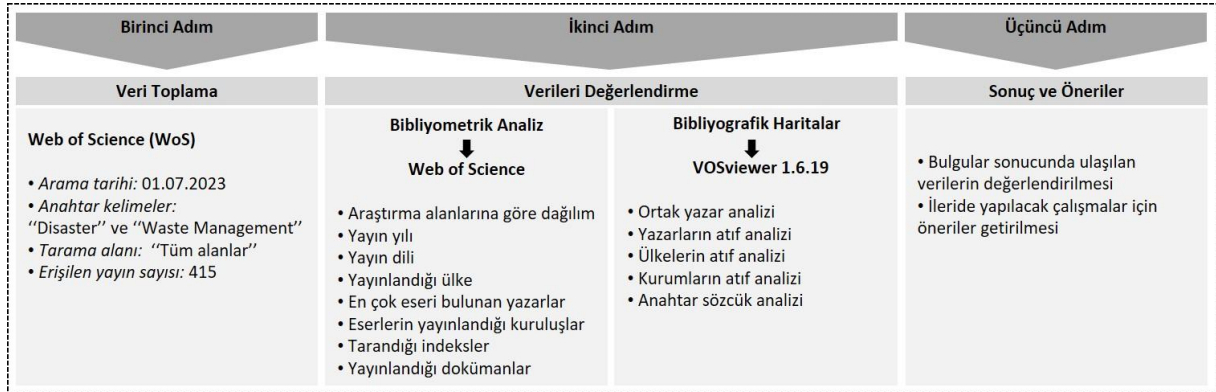 Birinci Adım
İkinci Adım
Üçüncü Adım
Veri Toplama
Verileri Değerlendirme
Sonuç ve Öneriler
Web of Science (WoS)
• Arama tarihi: 01.07.2023
• Anahtar kelimeler:
‘‘Disaster’’ ve ‘‘Waste Management’’
• Tarama alanı: ‘‘Tüm alanlar’’
• Erişilen yayın sayısı: 415
Bibliyometrik Analiz
Web of Science
• Araştırma alanlarına göre dağılım
• Yayın yılı
• Yayın dili
• Yayınlandığı ülke
• En çok eseri bulunan yazarlar
• Eserlerin yayınlandığı kuruluşlar
• Tarandığı indeksler
• Yayınlandığı dokümanlar
Bibliyografik Haritalar
VOSviewer 1.6.19
• Ortak yazar analizi
• Yazarların atıf analizi
• Ülkelerin atıf analizi
• Kurumların atıf analizi
• Anahtar sözcük analizi
• Bulgular sonucunda ulaşılan
verilerin değerlendirilmesi
• İleride yapılacak çalışmalar için
öneriler getirilmesi